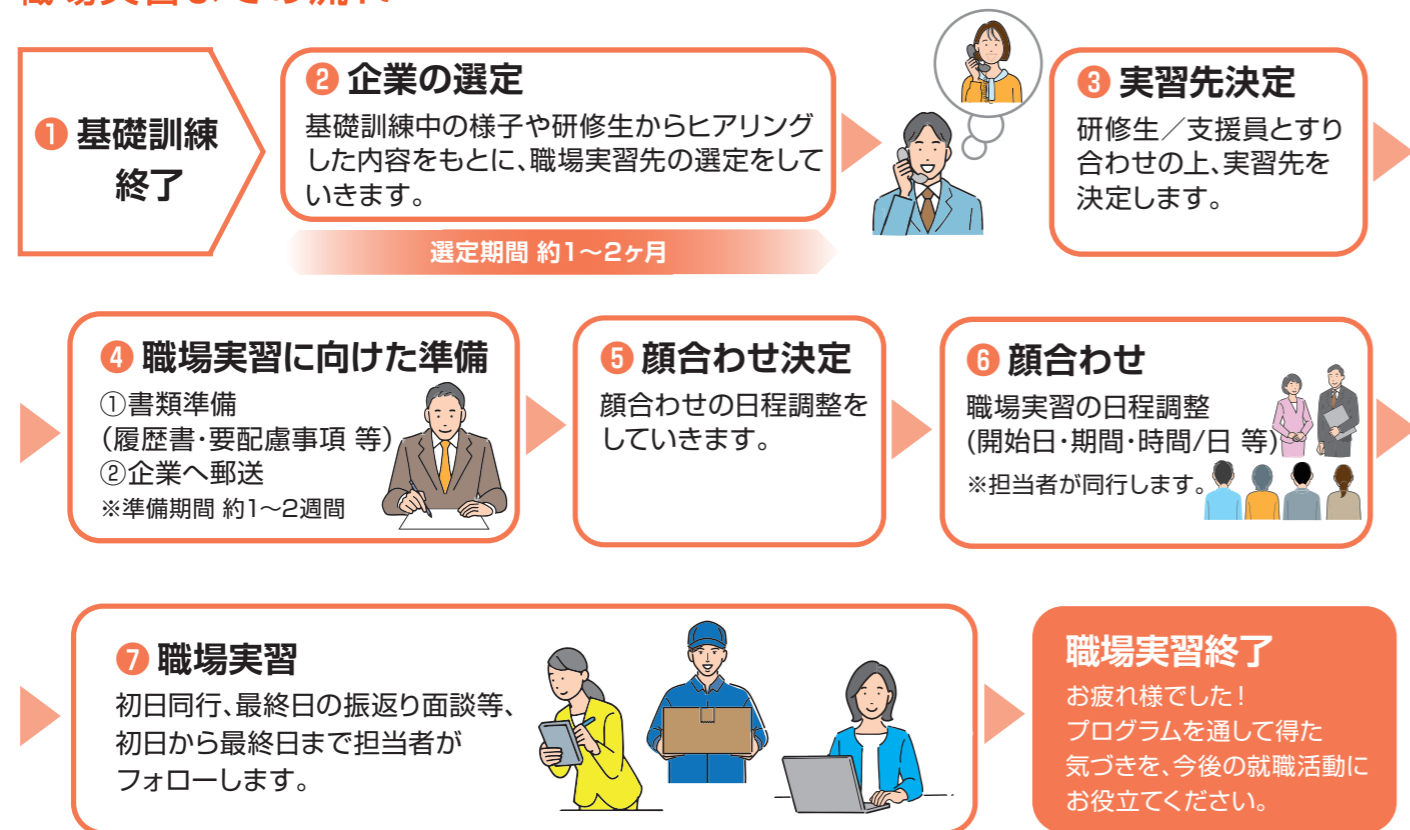 職場実習までの流れ
❶ 基礎訓練
終了
❷ 企業の選定
基礎訓練中の様子や研修生からヒアリング
した内容をもとに、職場実習先の選定をして
いきます。
選定期間 約1〜2ヶ月
❸ 実習先決定
研修生／支援員とすり
合わせの上、実習先を
決定します。
❹ 職場実習に向けた準備
①書類準備
（履歴書・要配慮事項 等）
②企業へ郵送
※準備期間 約1〜2週間
❺ 顔合わせ決定
顔合わせの日程調整を
していきます。
❻ 顔合わせ
職場実習の日程調整
(開始日・期間・時間/日 等)
※担当者が同行します。
❼ 職場実習
初日同行、最終日の振返り面談等、
初日から最終日まで担当者が
フォローします。
職場実習終了
お疲れ様でした！
プログラムを通して得た
気づきを、今後の就職活動に
お役立てください。